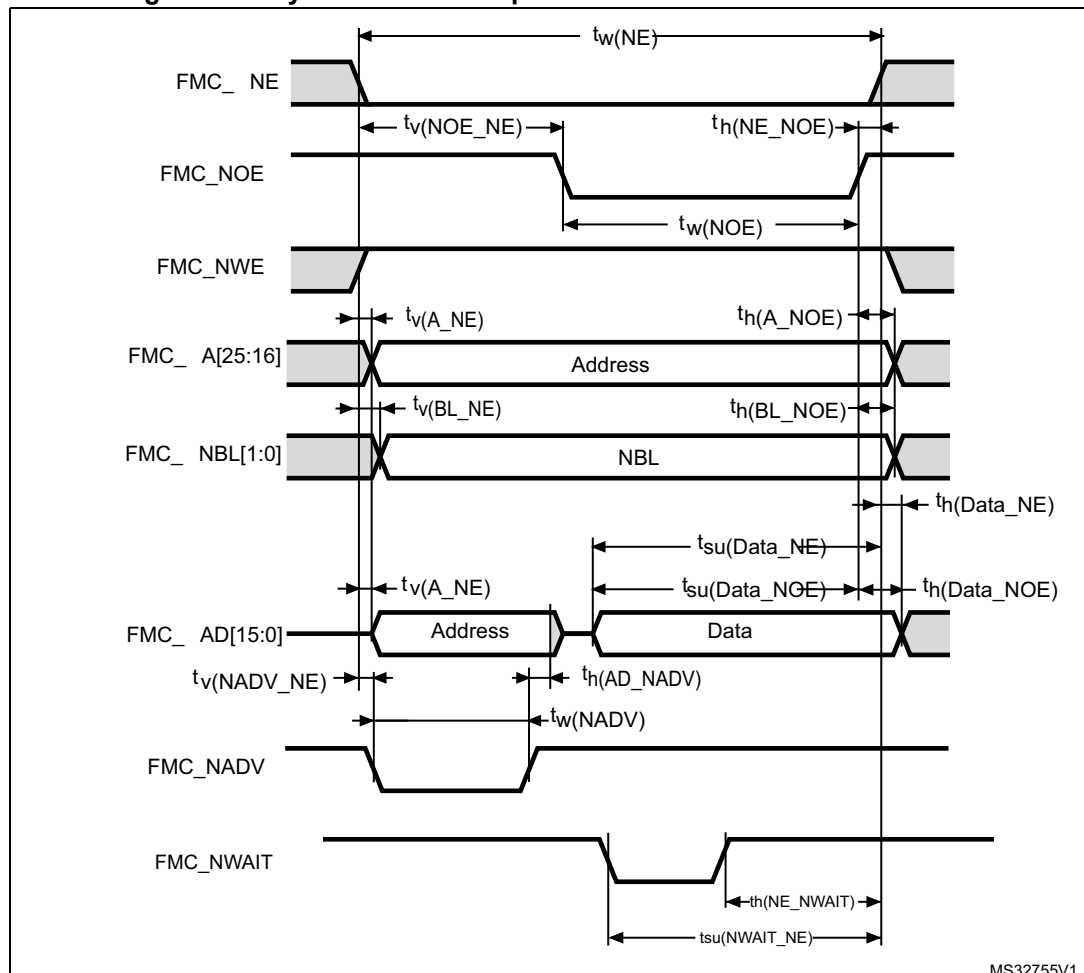 tw(NE)
FMC_ NE
tv(NOE_NE)
th(NE_NOE)
FMC_NOE
tw(NOE)
FMC_NWE
tv(A_NE)
th(A_NOE)
FMC_ A[25:16]
Address
tv(BL_NE)
th(BL_NOE)
FMC_ NBL[1:0]
NBL
th(Data_NE)
tsu(Data_NE)
tv(A_NE)
tsu(Data_NOE)
th(Data_NOE)
FMC_ AD[15:0]
Address
Data
tv(NADV_NE)
th(AD_NADV)
tw(NADV)
FMC_NADV
FMC_NWAIT
th(NE_NWAIT)
tsu(NWAIT_NE)
MS32755V1